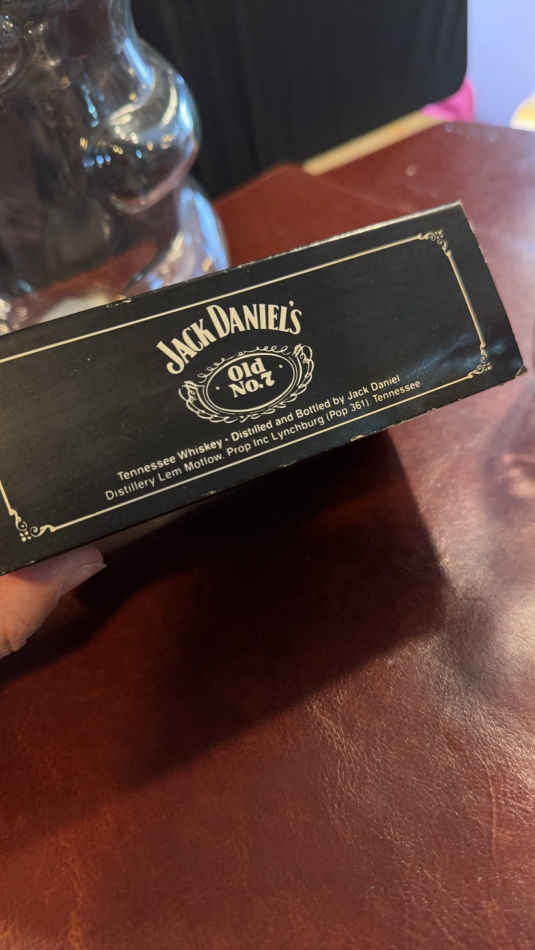 JACK DANIEL'S
Old
No.7
Tennessee Whiskey • Distilled and Bottled by Jack Daniel
Distillery Lem Motlow, Prop Inc Lynchburg (Pop 361) Tennessee